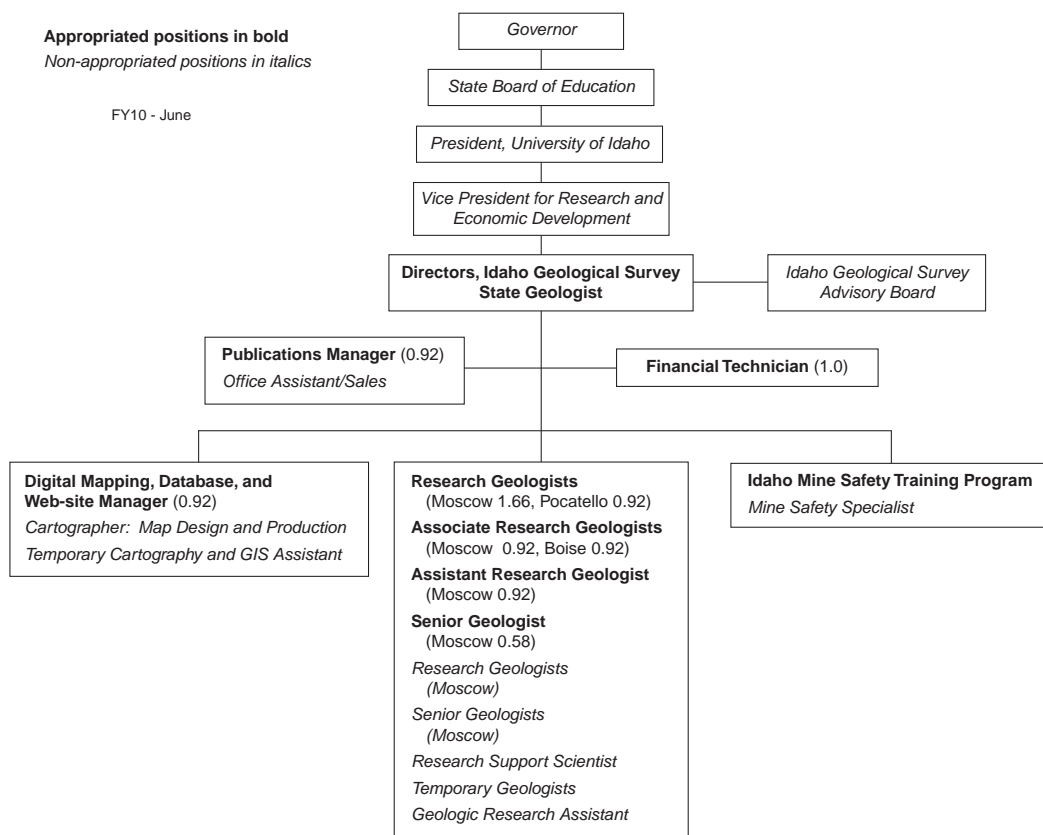 Appropriated positions in bold
Non-appropriated positions in italics
FY10 - June
Governor
State Board of Education
President, University of Idaho
Vice President for Research and
Economic Development
Directors, Idaho Geological Survey
State Geologist
Idaho Geological Survey
Advisory Board
Publications Manager (0.92)
Office Assistant/Sales
Financial Technician (1.0)
Digital Mapping, Database, and
Web-site Manager (0.92)
Cartographer: Map Design and Production
Temporary Cartography and GIS Assistant
Research Geologists
(Moscow 1.66, Pocatello 0.92)
Associate Research Geologists
(Moscow 0.92, Boise 0.92)
Assistant Research Geologist
(Moscow 0.92)
Senior Geologist
(Moscow 0.58)
Research Geologists
(Moscow)
Senior Geologists
(Moscow)
Research Support Scientist
Temporary Geologists
Geologic Research Assistant
Idaho Mine Safety Training Program
Mine Safety Specialist